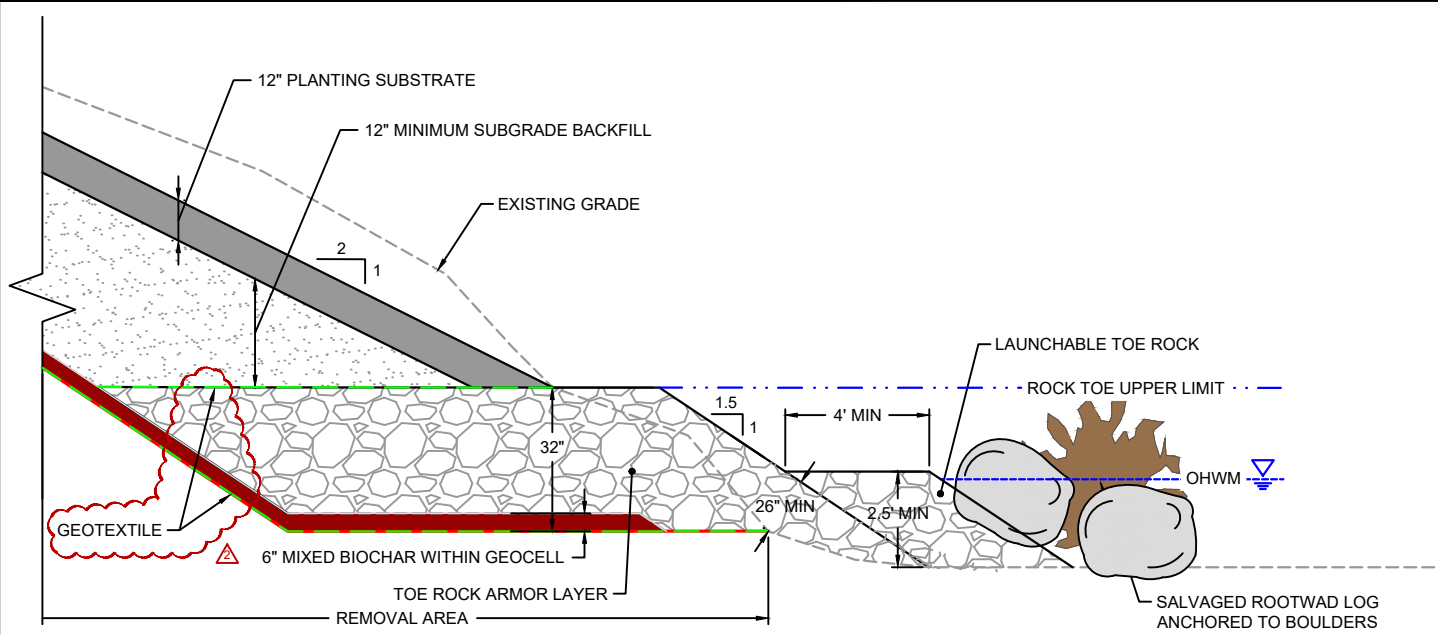 12" PLANTING SUBSTRATE
12" MINIMUM SUBGRADE BACKFILL
EXISTING GRADE
2
1
LAUNCHABLE TOE ROCK
ROCK TOE UPPER LIMIT
1.5
1
4' MIN
32"
OHWM
26" MIN
2.5' MIN
GEOTEXTILE
2
6" MIXED BIOCHAR WITHIN GEOCELL
TOE ROCK ARMOR LAYER
REMOVAL AREA
SALVAGED ROOTWAD LOG
ANCHORED TO BOULDERS